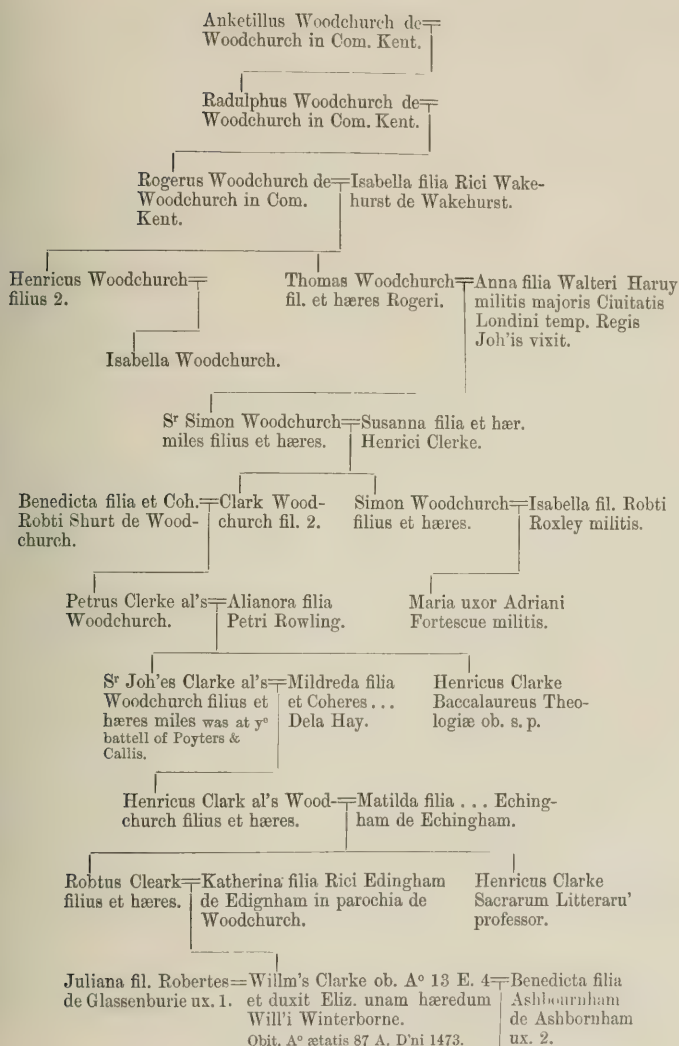 Anketillus Woodchurch de
Woodchurch in Com. Kent.
Radulphus Woodchurch de
Woodchurch in Com. Kent.
Rogerus Woodchurch de
Woodchurch in Com.
Kent.
Isabella filia Rici Wake-
hurst de Wakehurst.
Henricus Woodchurch
filius 2.
Thomas Woodchurch
fil. et hæres Rogeri.
Anna filia Walteri Haruy
militis majoris Ciuitatis
Londini temp. Regis
Joh'is vixit.
Isabella Woodchurch.
Sr Simon Woodchurch
miles filius et hæres.
Susanna filia et hær.
Henrici Clerke.
Benedicta filia et Coh.
Robti Shurt de Wood-
church.
Clark Wood-
church fil. 2.
Simon Woodchurch
filius et hæres.
Isabella fil. Robti
Roxley militis.
Petrus Clerke al's
Woodchurch.
Alianora filia
Petri Rowling.
Maria uxor Adriani
Fortescue militis.
Sr Joh'es Clarke al's
Woodchurch filius et
hæres miles was at ye
battell of Poyters &
Callis.
Mildreda filia
et Coheres . . .
Dela Hay.
Henricus Clarke
Baccalaureus Theo-
logiæ ob. s. p.
Henricus Clark al's Wood-
church filius et hæres.
Matilda filia . . . Eching-
ham de Echingham.
Robtus Cleark
filius et hæres.
Katherina filia Rici Edingham
de Edignham in parochia de
Woodchurch.
Henricus Clarke
Sacrarum Litteraru'
professor.
Juliana fil. Robertes
de Glassenburie ux. 1.
Willm's Clarke ob. Ao 13 E. 4
et duxit Eliz. unam hæredum
Will'i Winterborne.
Obit. Ao ætatis 87 A. D'ni 1473.
Benedicta filia
Ashbournham
de Ashbornham
ux. 2.